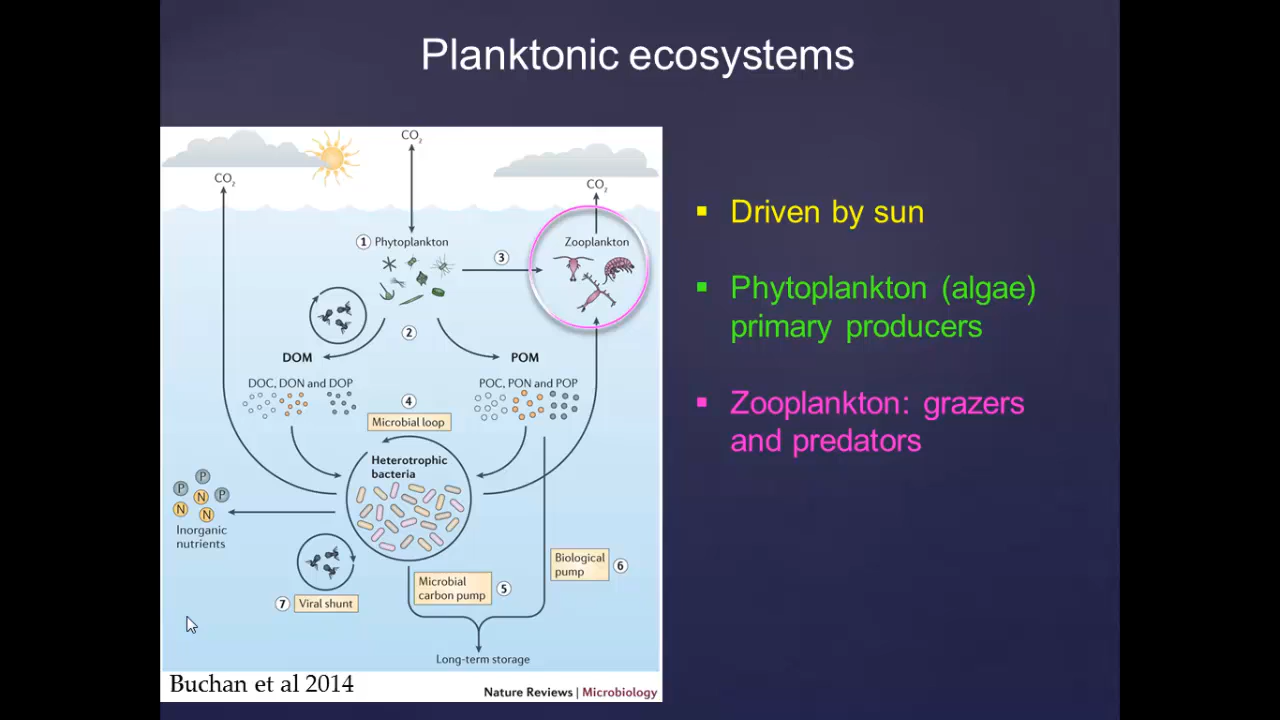 Planktonic ecosystems
CO₂
CO₂
CO₂
① Phytoplankton
Zooplankton
③
②
DOM
POM
DOC, DON and DOP
POC, PON and POP
④
Microbial loop
Heterotrophic
bacteria
P
P
N
P
N
N
Inorganic
nutrients
Biological
pump
⑥
Microbial
carbon pump
⑤
⑦ Viral shunt
Long-term storage
Buchan et al 2014
Nature Reviews | Microbiology
▪ Driven by sun
▪ Phytoplankton (algae)
primary producers
▪ Zooplankton: grazers
and predators